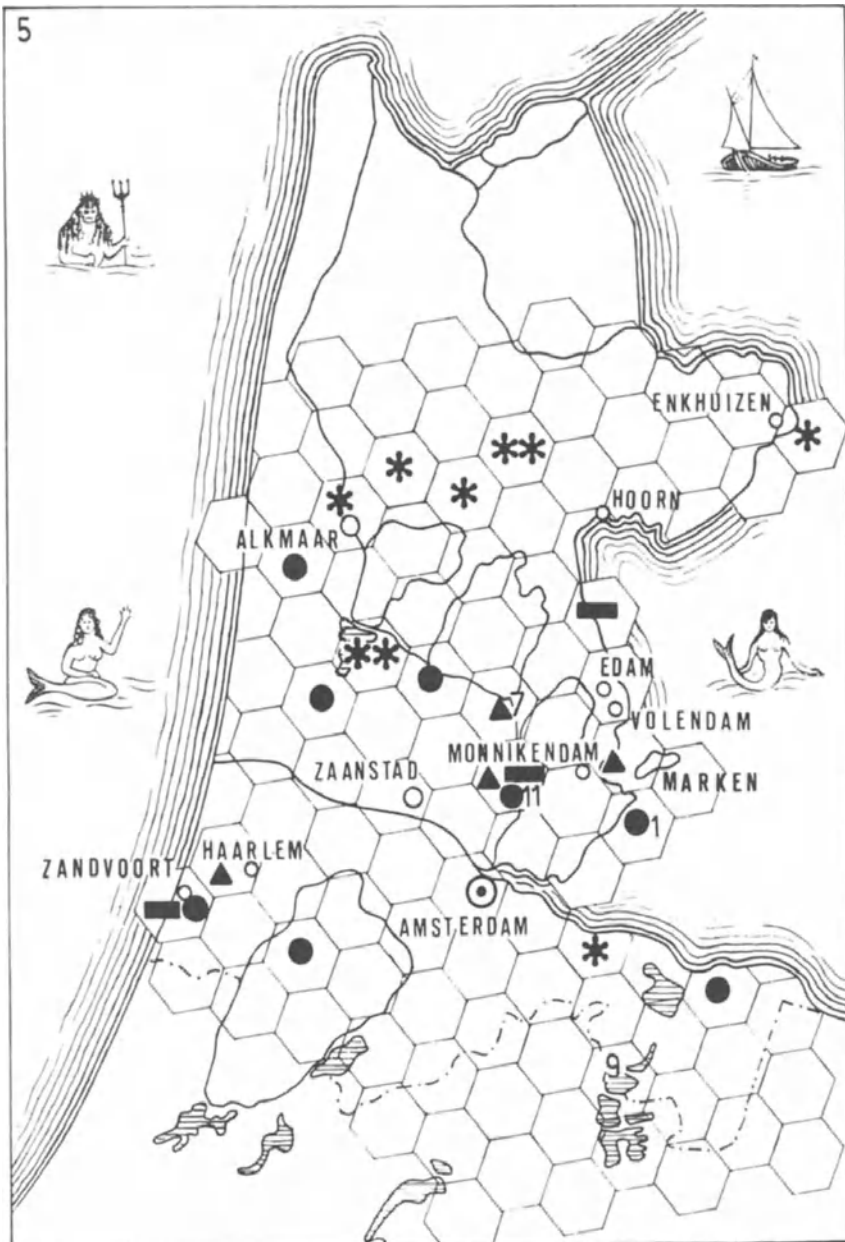 5
ENKHUIZEN
HOORN
ALKMAAR
EDAM
7
VOLENDAM
MONNIKENDAM
ZAANSTAD
MARKEN
11
1
HAARLEM
ZANDVOORT
AMSTERDAM
9